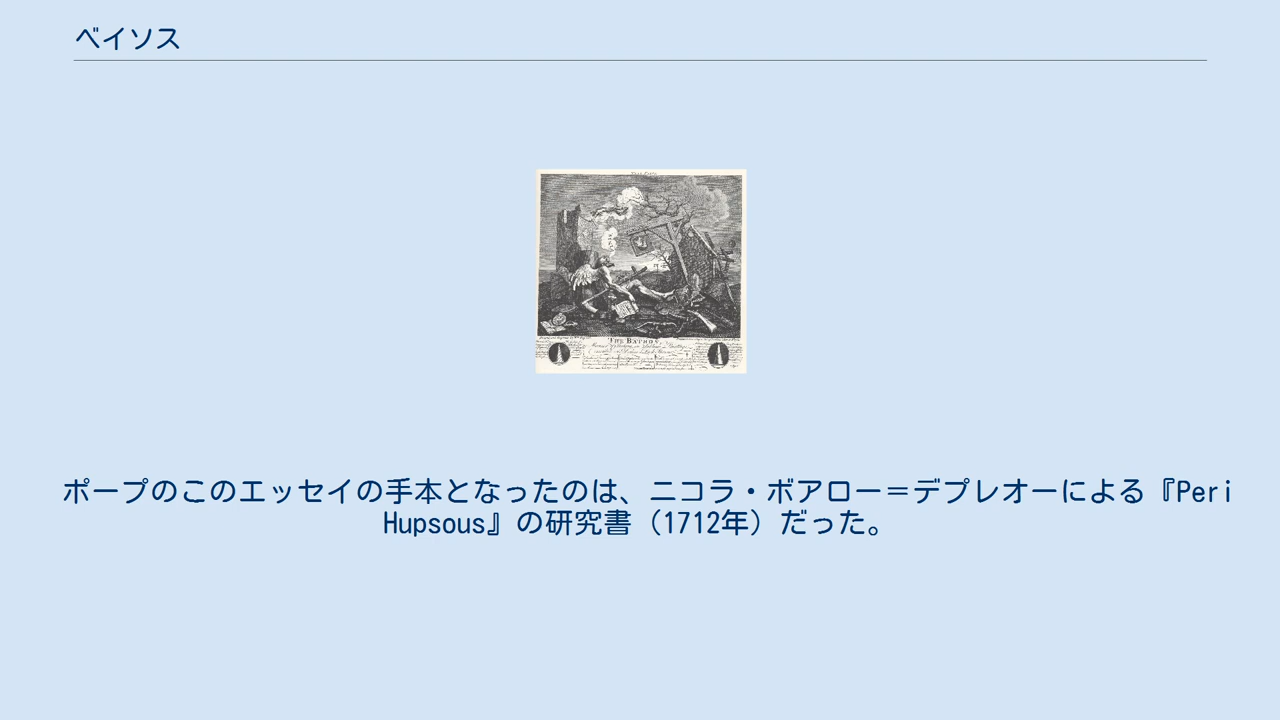 ベイソス
THE BATHOS
ポープのこのエッセイの手本となったのは、ニコラ・ボアロー＝デプレオーによる『Peri
Hupsous』の研究書（1712年）だった。